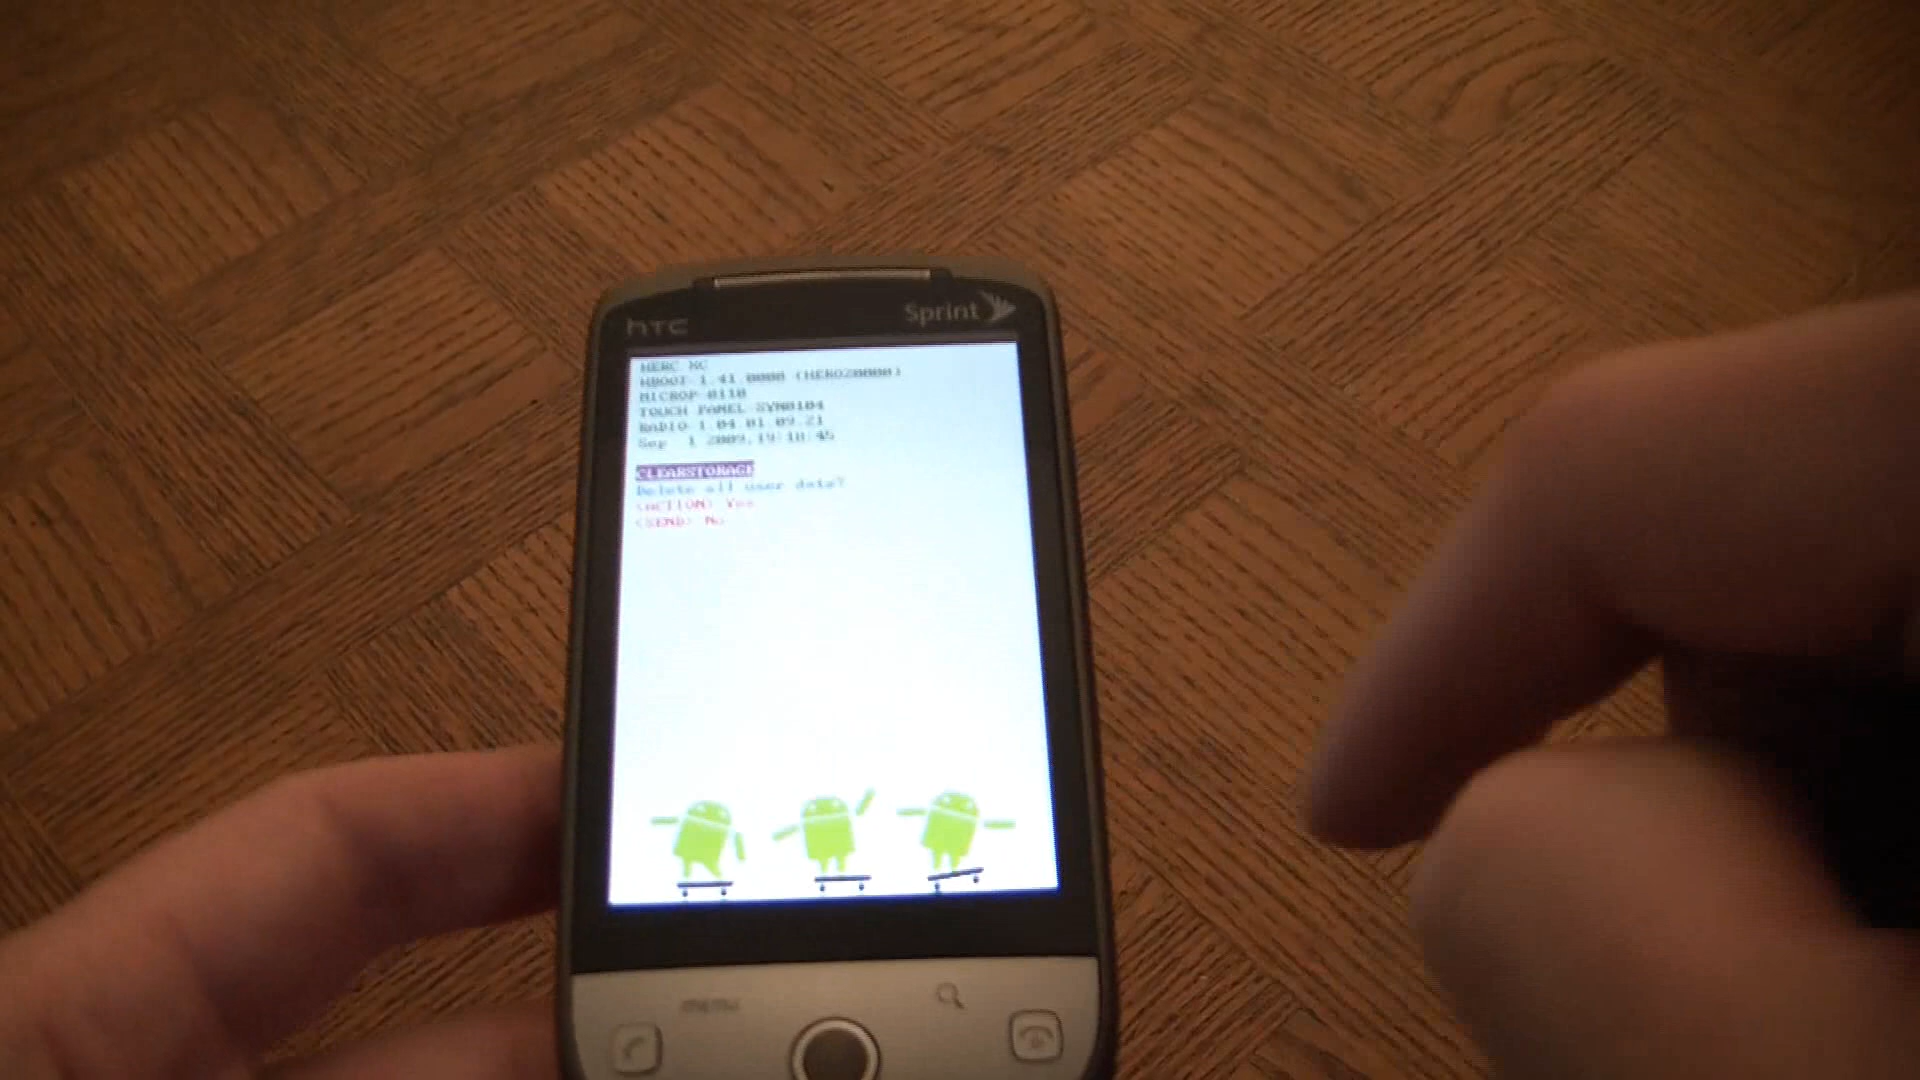 hTC
Sprint
HERC XC
HBOOT-1.41.0000 (HERO20000)
MICROP-0110
TOUCH PANEL-SYN0104
RADIO-1.04.01.09.21
Sep 1 2009,19:18:45
CLEARSTORAGE
Delete all user data?
<ACTION> Yes
<SEND> No
menu